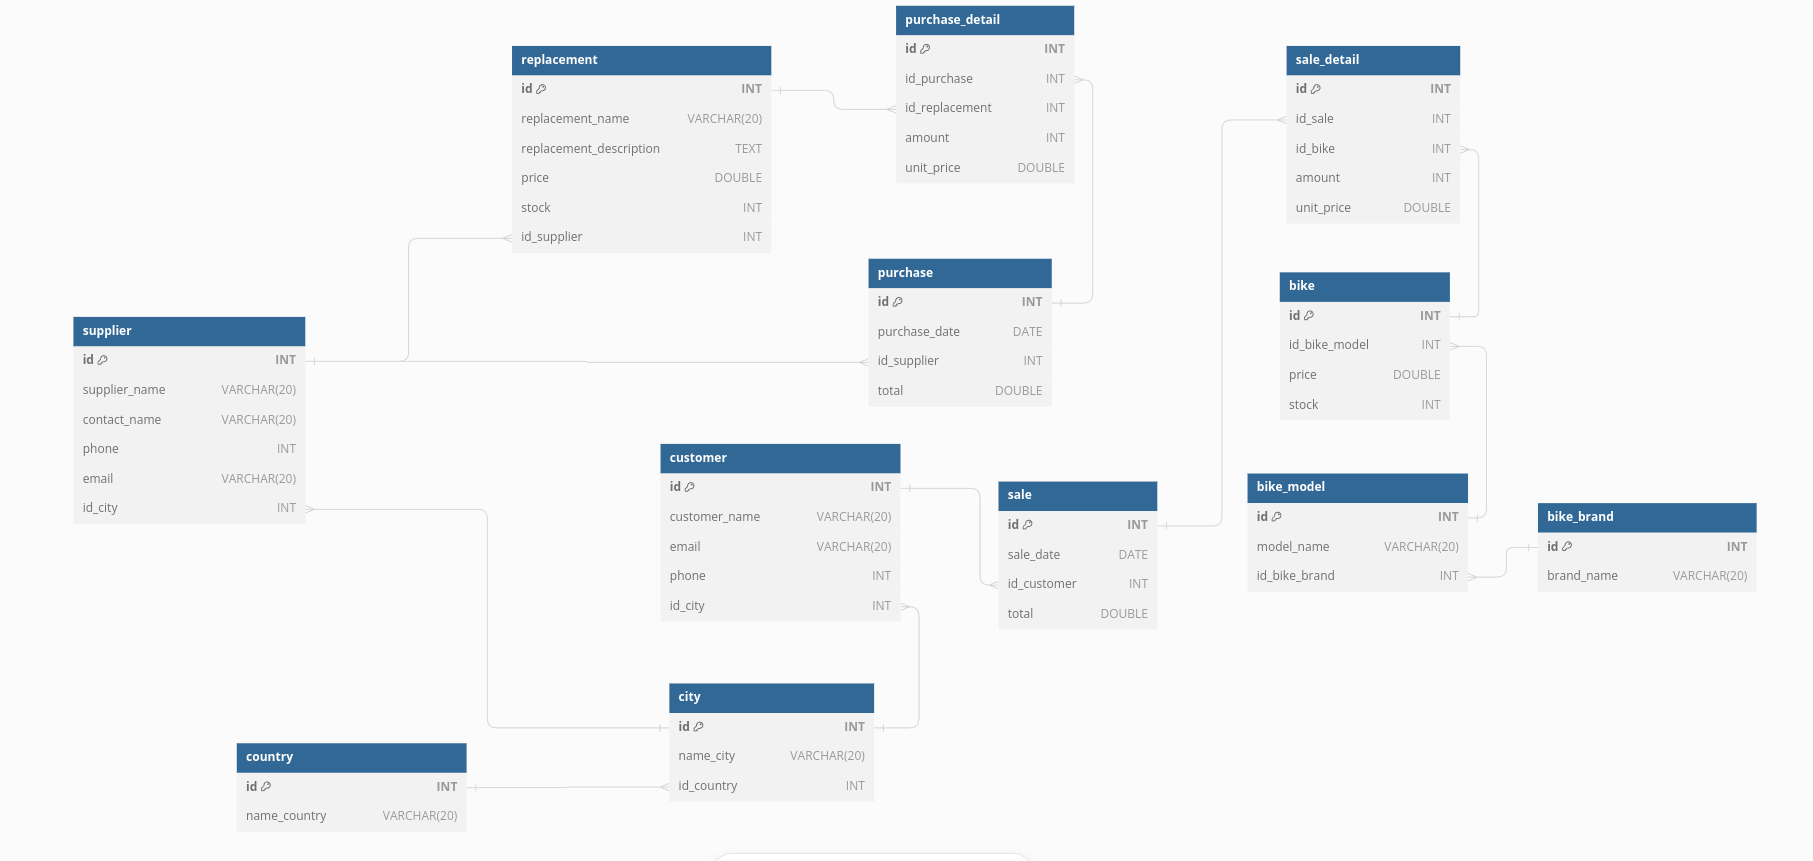 purchase_detail
id INT
id_purchase INT
id_replacement INT
amount INT
unit_price DOUBLE
replacement
id INT
replacement_name VARCHAR(20)
replacement_description TEXT
price DOUBLE
stock INT
id_supplier INT
sale_detail
id INT
id_sale INT
id_bike INT
amount INT
unit_price DOUBLE
purchase
id INT
purchase_date DATE
id_supplier INT
total DOUBLE
bike
id INT
id_bike_model INT
price DOUBLE
stock INT
supplier
id INT
supplier_name VARCHAR(20)
contact_name VARCHAR(20)
phone INT
email VARCHAR(20)
id_city INT
customer
id INT
customer_name VARCHAR(20)
email VARCHAR(20)
phone INT
id_city INT
sale
id INT
sale_date DATE
id_customer INT
total DOUBLE
bike_model
id INT
model_name VARCHAR(20)
id_bike_brand INT
bike_brand
id INT
brand_name VARCHAR(20)
city
id INT
name_city VARCHAR(20)
id_country INT
country
id INT
name_country VARCHAR(20)